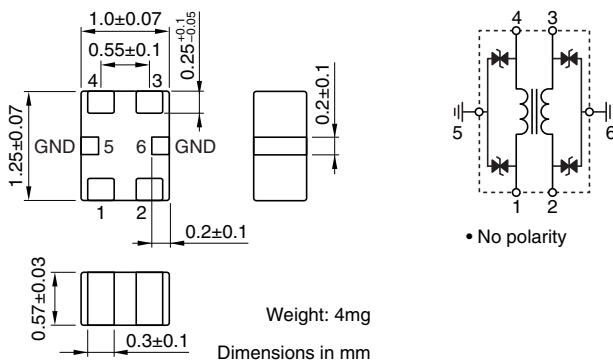 1.0±0.07
0.55±0.1
0.25 +0.1 -0.05
4 3
1.25±0.07
GND 5 6 GND
1 2
0.2±0.1
0.2±0.1
4 3
5 6
1 2
• No polarity
0.57±0.03
0.3±0.1
Weight: 4mg
Dimensions in mm